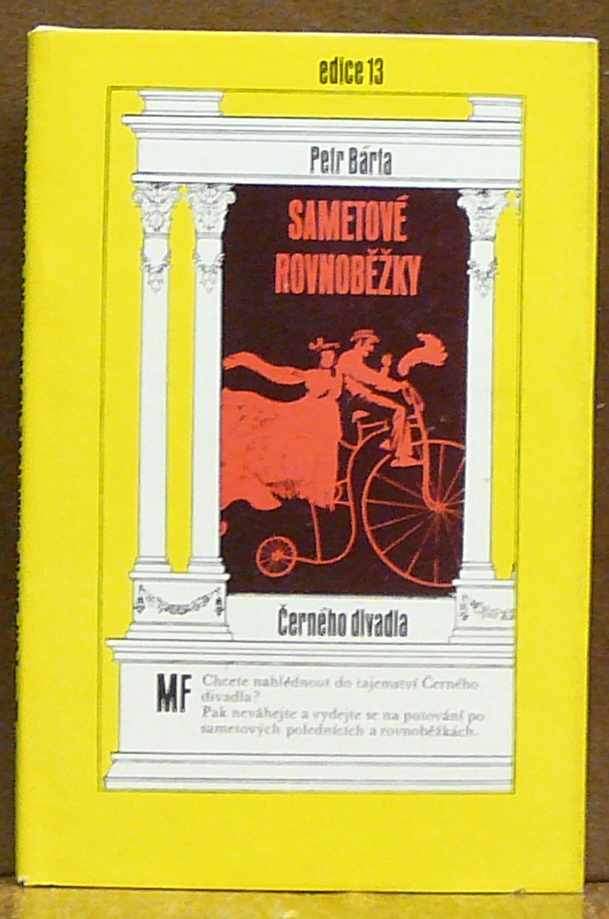 edice 13
Petr Bárta
SAMETOVÉ
ROVNOBĚŽKY
Černého divadla
MF
Chcete nahlédnout do tajemství Černého
divadla?
Pak neváhejte a vydejte se na putování po
sametových polednících a rovnoběžkách.